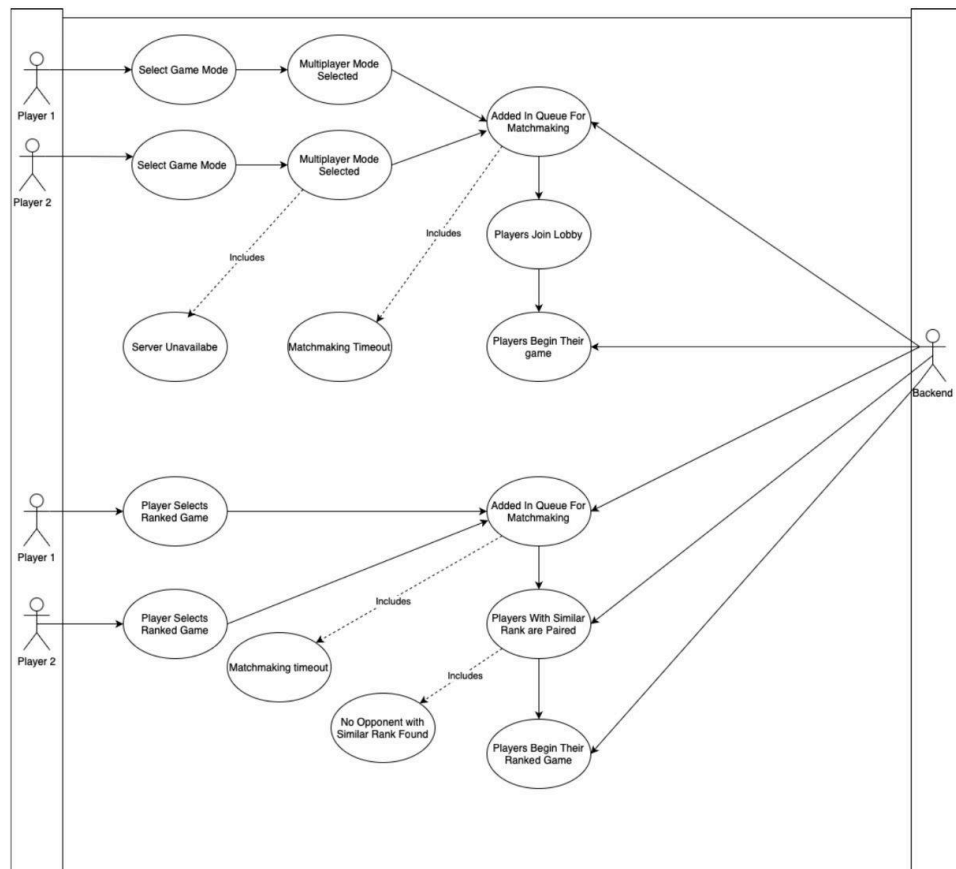 Player 1
Select Game Mode
Multiplayer Mode
Selected
Added In Queue For
Matchmaking
Player 2
Select Game Mode
Multiplayer Mode
Selected
Includes
Includes
Players Join Lobby
Server Unavailabe
Matchmaking Timeout
Players Begin Their
game
Backend
Player 1
Player Selects
Ranked Game
Added In Queue For
Matchmaking
Player 2
Player Selects
Ranked Game
Includes
Players With Similar
Rank are Paired
Matchmaking timeout
Includes
No Opponent with
Similar Rank Found
Players Begin Their
Ranked Game